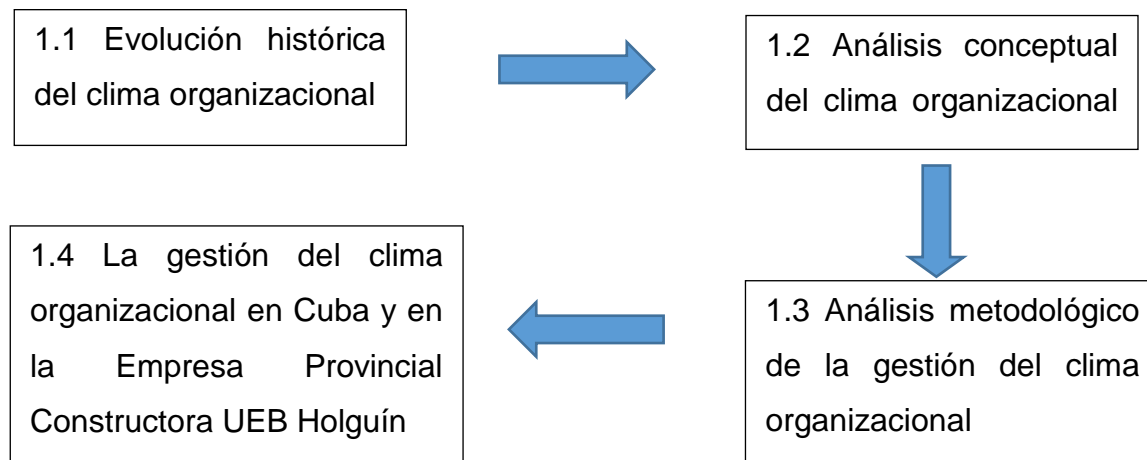 1.1 Evolución histórica
del clima organizacional
1.2 Análisis conceptual
del clima organizacional
1.3 Análisis metodológico
de la gestión del clima
organizacional
1.4 La gestión del clima
organizacional en Cuba y en
la Empresa Provincial
Constructora UEB Holguín